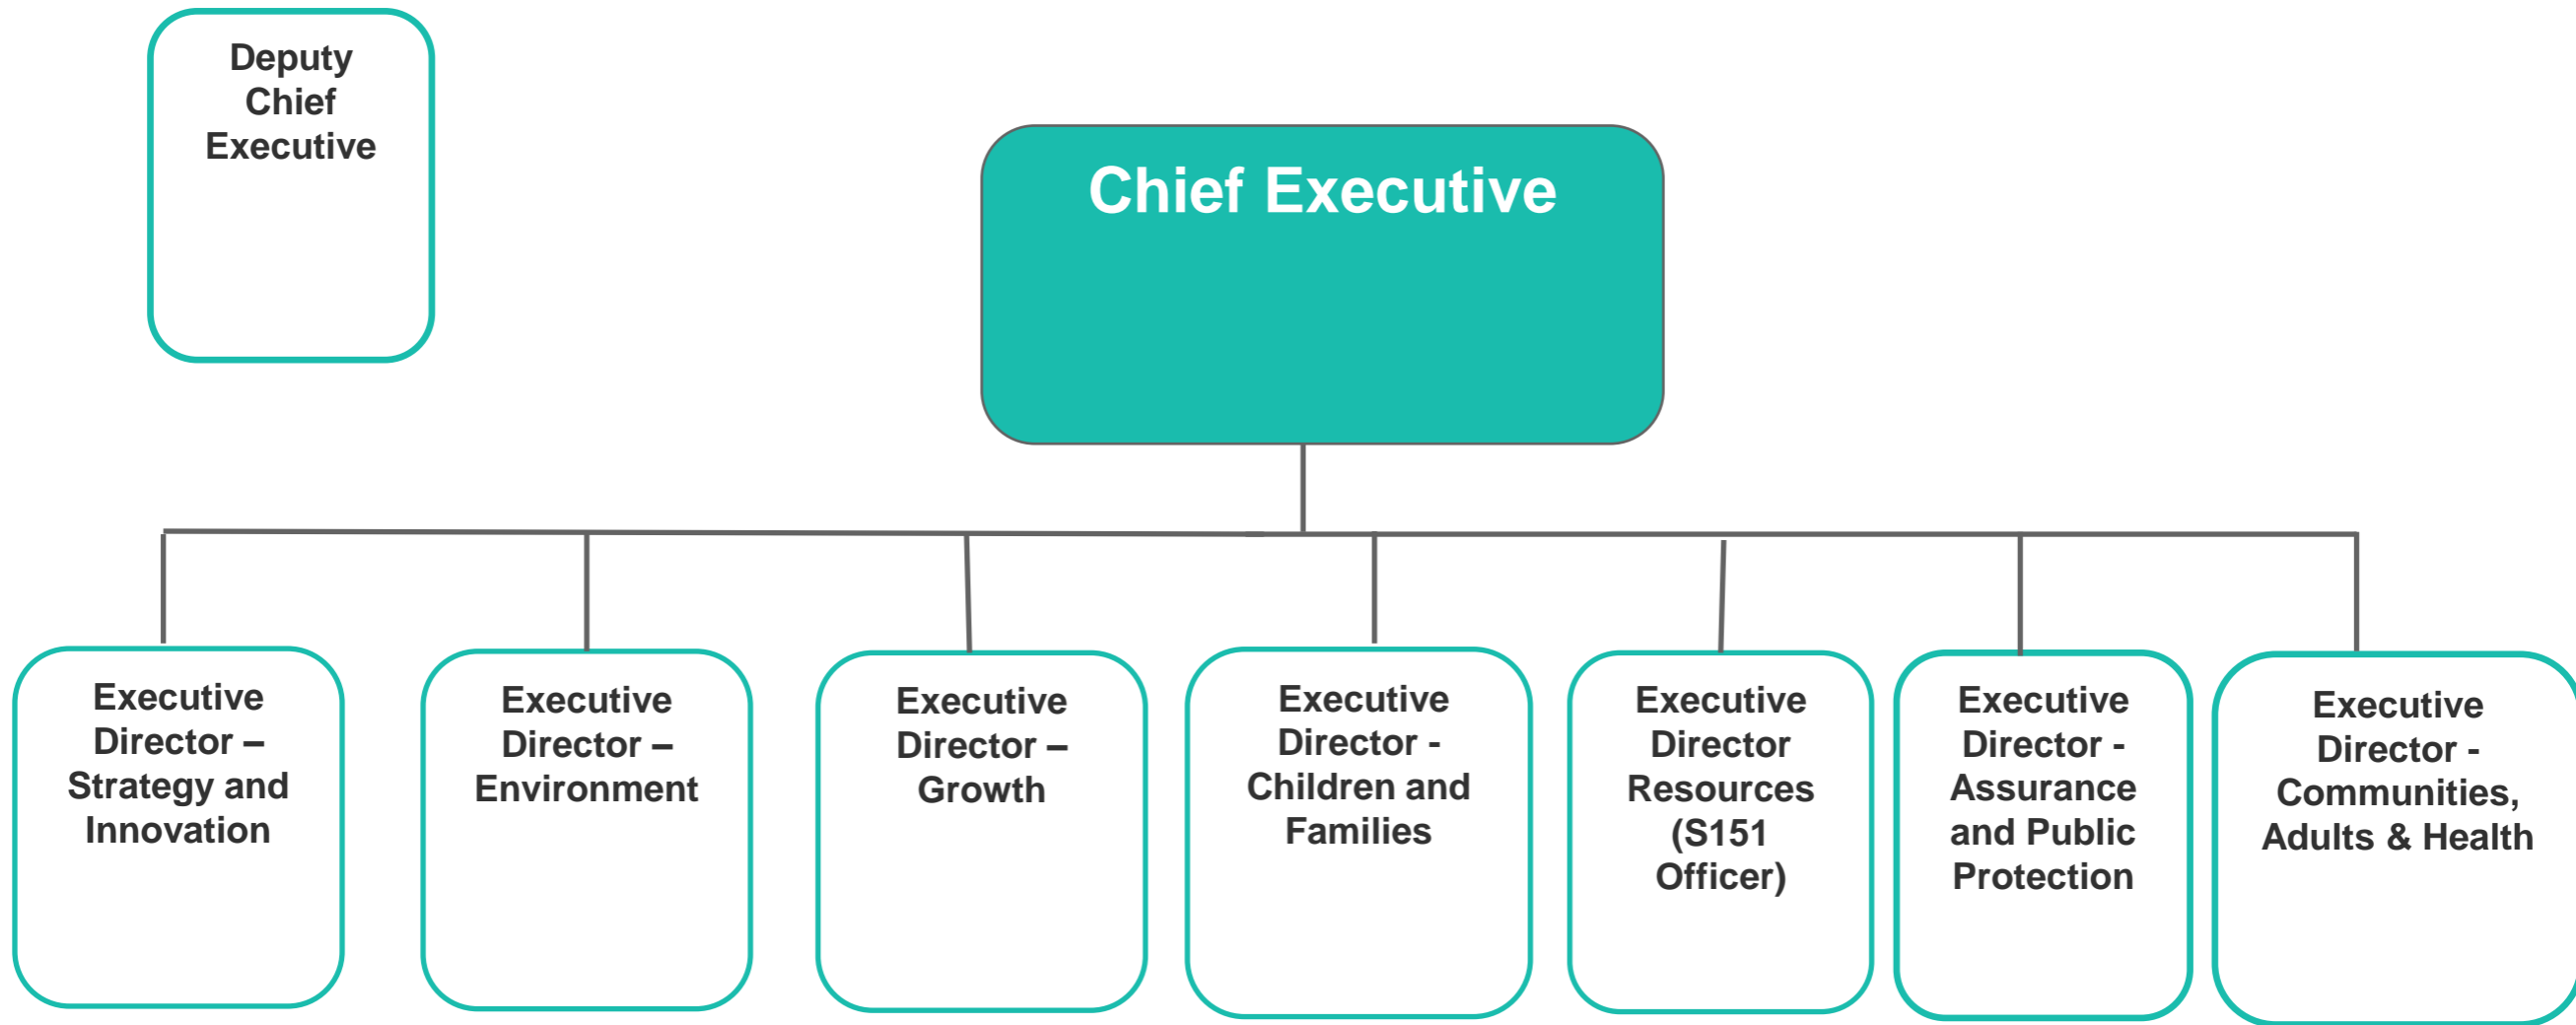 Deputy
Chief
Executive
Chief Executive
Executive
Director –
Strategy and
Innovation
Executive
Director –
Environment
Executive
Director –
Growth
Executive
Director -
Children and
Families
Executive
Director
Resources
(S151
Officer)
Executive
Director -
Assurance
and Public
Protection
Executive
Director -
Communities,
Adults & Health